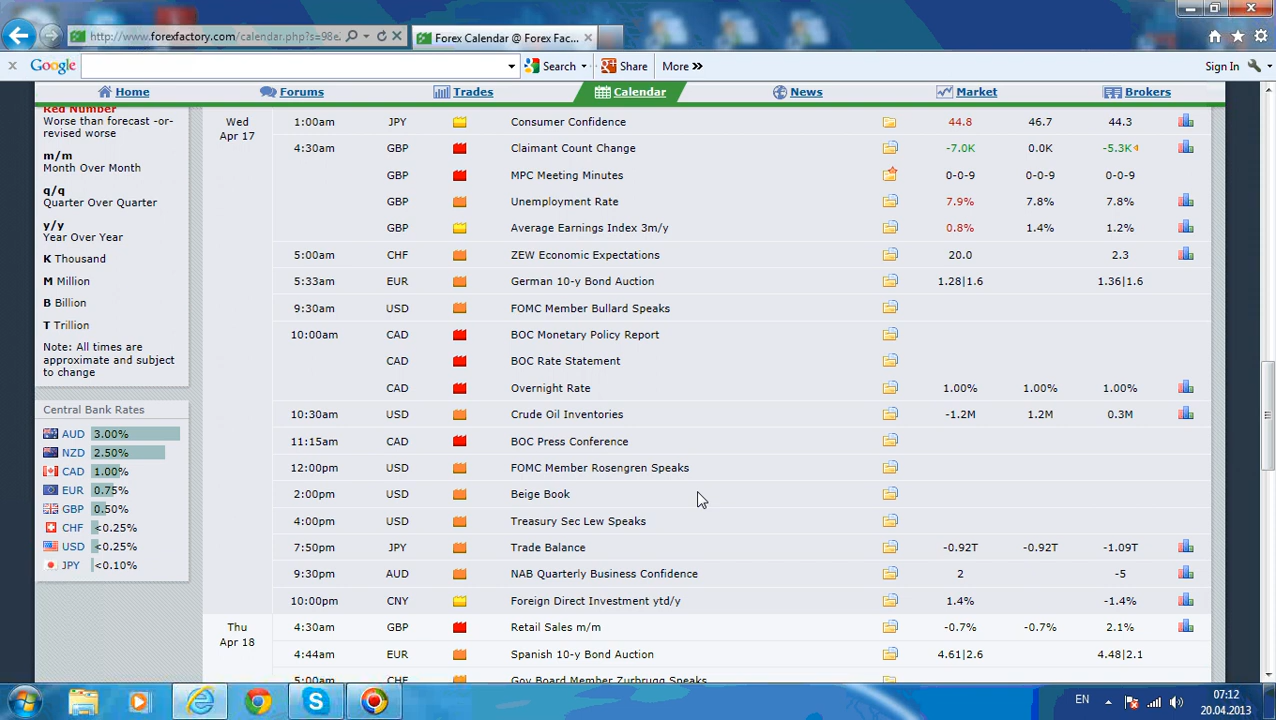 http://www.forexfactory.com/calendar.php?s=98e...
Forex Calendar @ Forex Fac...
Google Search Share More » Sign In
Home Forums Trades Calendar News Market Brokers
Red Number
Worse than forecast -or-
revised worse
m/m
Month Over Month
q/q
Quarter Over Quarter
y/y
Year Over Year
K Thousand
M Million
B Billion
T Trillion
Note: All times are
approximate and subject
to change
Central Bank Rates
AUD 3.00%
NZD 2.50%
CAD 1.00%
EUR 0.75%
GBP 0.50%
CHF <0.25%
USD <0.25%
JPY <0.10%
Wed
Apr 17
1:00am JPY Consumer Confidence 44.8 46.7 44.3
4:30am GBP Claimant Count Change -7.0K 0.0K -5.3K
GBP MPC Meeting Minutes 0-0-9 0-0-9 0-0-9
GBP Unemployment Rate 7.9% 7.8% 7.8%
GBP Average Earnings Index 3m/y 0.8% 1.4% 1.2%
5:00am CHF ZEW Economic Expectations 20.0 2.3
5:33am EUR German 10-y Bond Auction 1.28|1.6 1.36|1.6
9:30am USD FOMC Member Bullard Speaks
10:00am CAD BOC Monetary Policy Report
CAD BOC Rate Statement
CAD Overnight Rate 1.00% 1.00% 1.00%
10:30am USD Crude Oil Inventories -1.2M 1.2M 0.3M
11:15am CAD BOC Press Conference
12:00pm USD FOMC Member Rosengren Speaks
2:00pm USD Beige Book
4:00pm USD Treasury Sec Lew Speaks
7:50pm JPY Trade Balance -0.92T -0.92T -1.09T
9:30pm AUD NAB Quarterly Business Confidence 2 -5
10:00pm CNY Foreign Direct Investment ytd/y 1.4% -1.4%
Thu
Apr 18
4:30am GBP Retail Sales m/m -0.7% -0.7% 2.1%
4:44am EUR Spanish 10-y Bond Auction 4.61|2.6 4.48|2.1
5:00am CHF Gov Board Member Zurbrugg Speaks
EN
07:12
20.04.2013